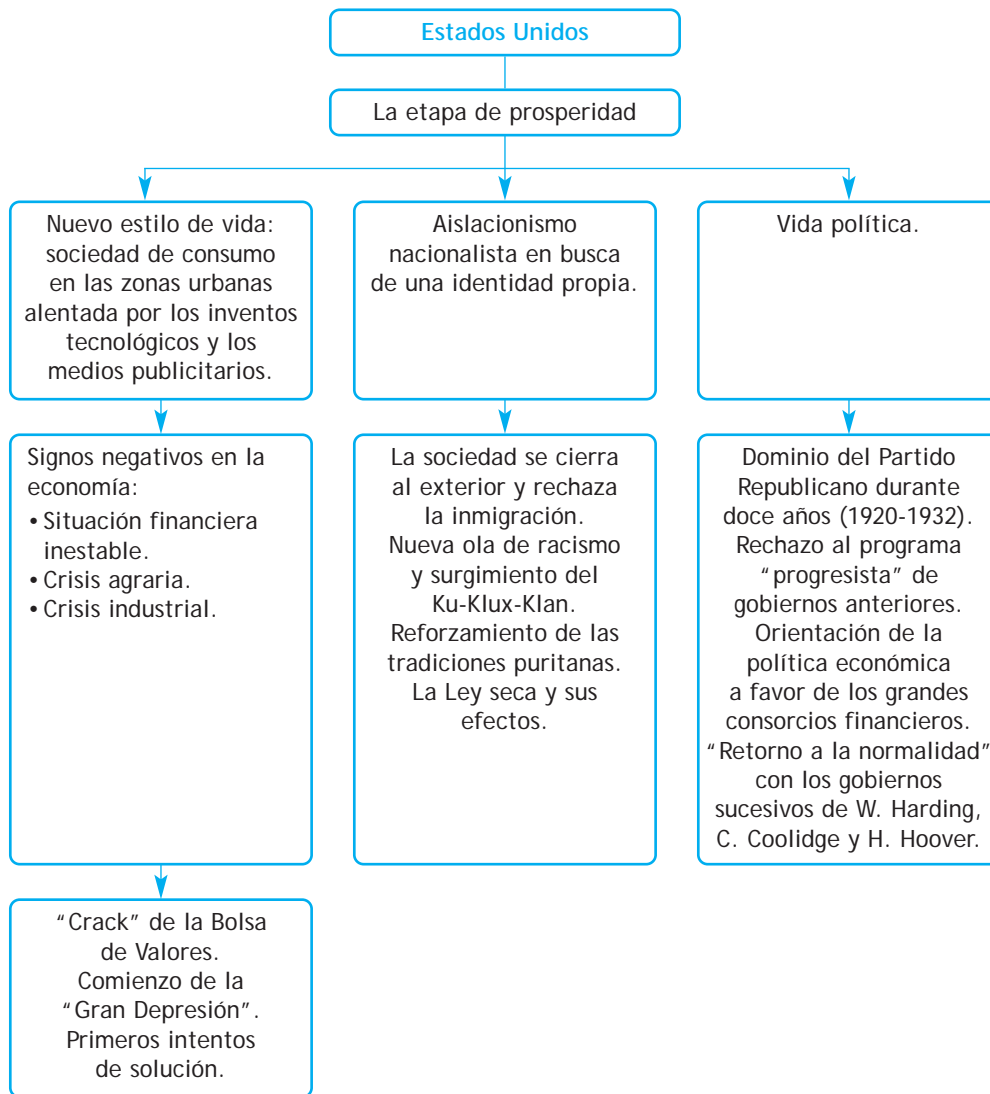 Estados Unidos
La etapa de prosperidad
Nuevo estilo de vida:
sociedad de consumo
en las zonas urbanas
alentada por los inventos
tecnológicos y los
medios publicitarios.
Aislacionismo
nacionalista en busca
de una identidad propia.
Vida política.
Signos negativos en la
economía:
• Situación financiera
inestable.
• Crisis agraria.
• Crisis industrial.
La sociedad se cierra
al exterior y rechaza
la inmigración.
Nueva ola de racismo
y surgimiento del
Ku-Klux-Klan.
Reforzamiento de las
tradiciones puritanas.
La Ley seca y sus
efectos.
Dominio del Partido
Republicano durante
doce años (1920-1932).
Rechazo al programa
“progresista” de
gobiernos anteriores.
Orientación de la
política económica
a favor de los grandes
consorcios financieros.
“Retorno a la normalidad”
con los gobiernos
sucesivos de W. Harding,
C. Coolidge y H. Hoover.
“Crack” de la Bolsa
de Valores.
Comienzo de la
“Gran Depresión”.
Primeros intentos
de solución.